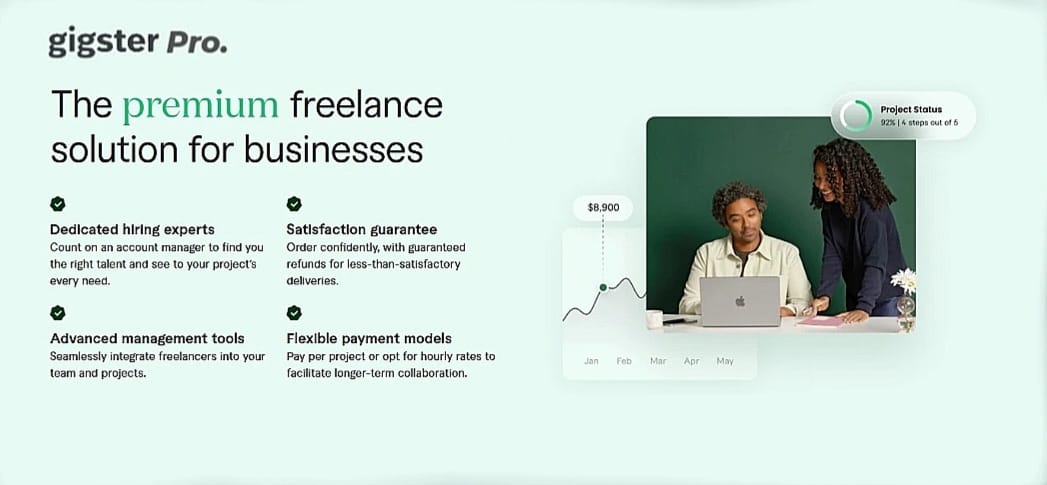 gigster Pro.
The premium freelance
solution for businesses
Dedicated hiring experts
Count on an account manager to find you
the right talent and see to your project's
every need.
Satisfaction guarantee
Order confidently, with guaranteed
refunds for less-than-satisfactory
deliveries.
Advanced management tools
Seamlessly integrate freelancers into your
team and projects.
Flexible payment models
Pay per project or opt for hourly rates to
facilitate longer-term collaboration.
$8,900
Jan Feb Mar Apr May
Project Status
92% | 4 steps out of 5